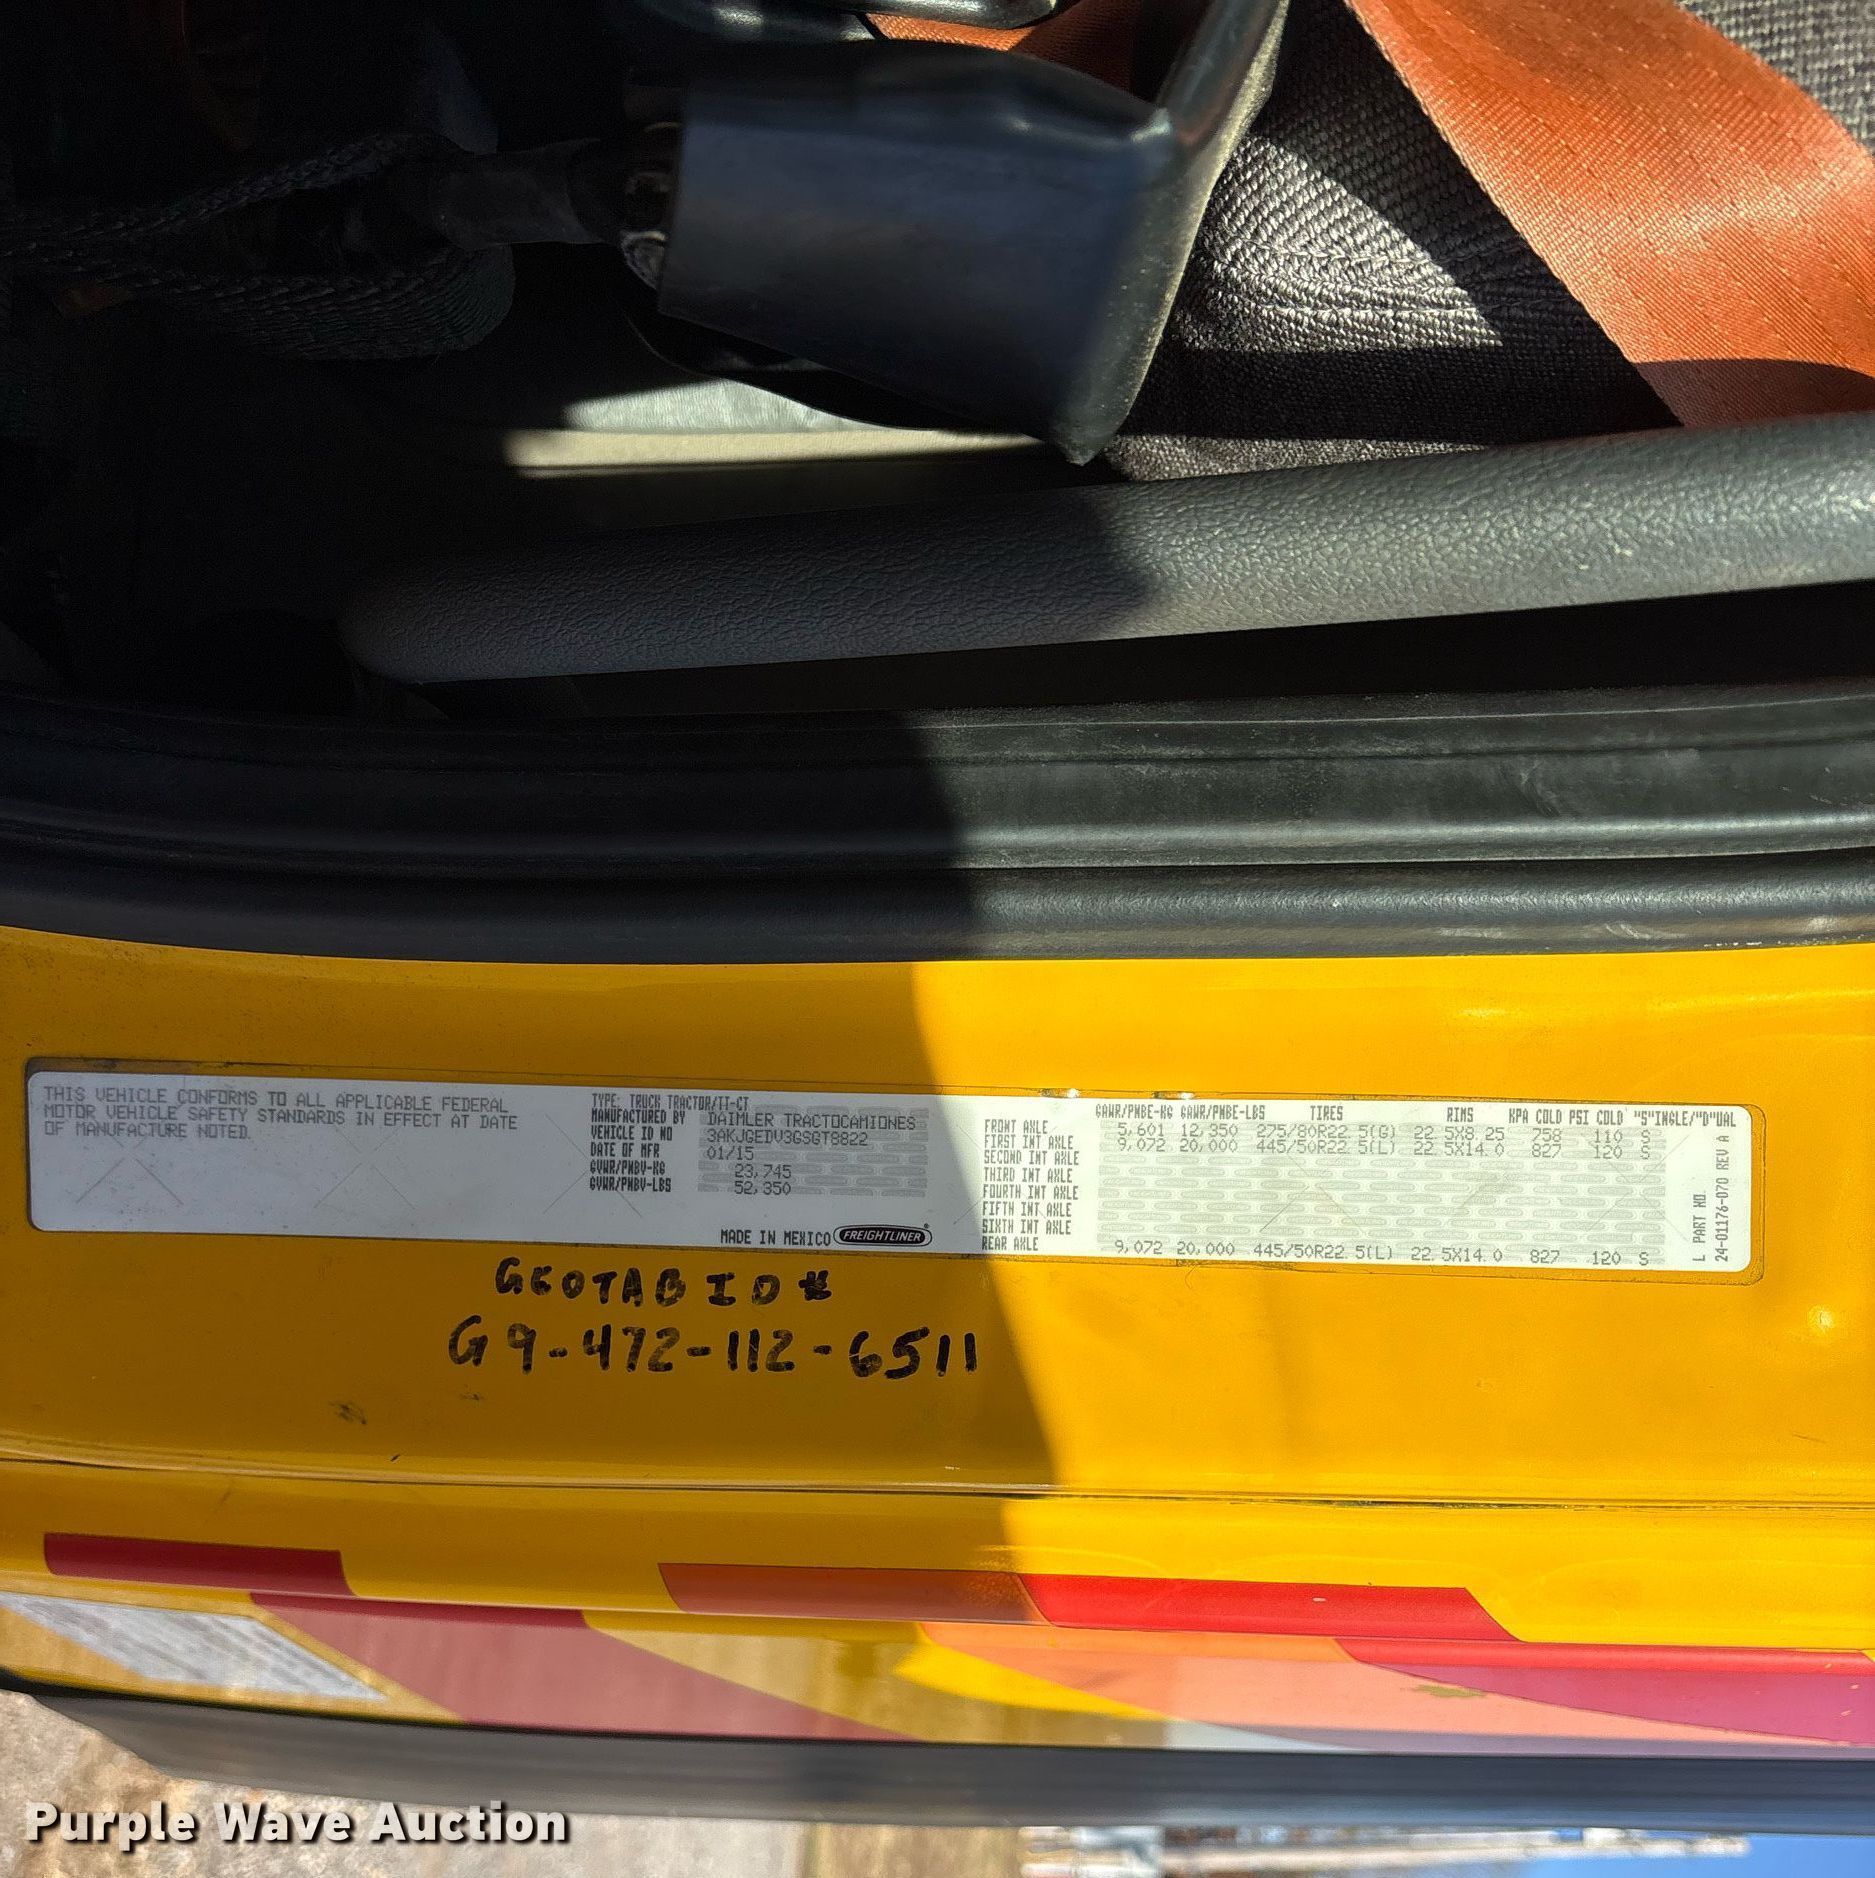 THIS VEHICLE CONFORMS TO ALL APPLICABLE FEDERAL
MOTOR VEHICLE SAFETY STANDARDS IN EFFECT AT DATE
OF MANUFACTURE NOTED.
TYPE: TRUCK TRACTOR/TT-CT
MANUFACTURED BY DAIMLER TRACTOCAMIONES
VEHICLE ID NO 3AKJGEDV3GSGT8822
DATE OF MFR 01/15
GVWR/PNBV-KG 23,745
GVWR/PNBV-LBS 52,350
MADE IN MEXICO FREIGHTLINER®
GAWR/PNBE-KG GAWR/PNBE-LBS TIRES RIMS KPA COLD PSI COLD "S"INGLE/"D"UAL
FRONT AXLE 5,601 12,350 275/80R22.5(G) 22.5X8.25 758 110 S
FIRST INT AXLE 9,072 20,000 445/50R22.5(L) 22.5X14.0 827 120 S
SECOND INT AXLE
THIRD INT AXLE
FOURTH INT AXLE
FIFTH INT AXLE
SIXTH INT AXLE
REAR AXLE 9,072 20,000 445/50R22.5(L) 22.5X14.0 827 120 S
L PART NO.
24-01176-070 REV A
GEOTAB ID #
G9-472-112-6511
Purple Wave Auction